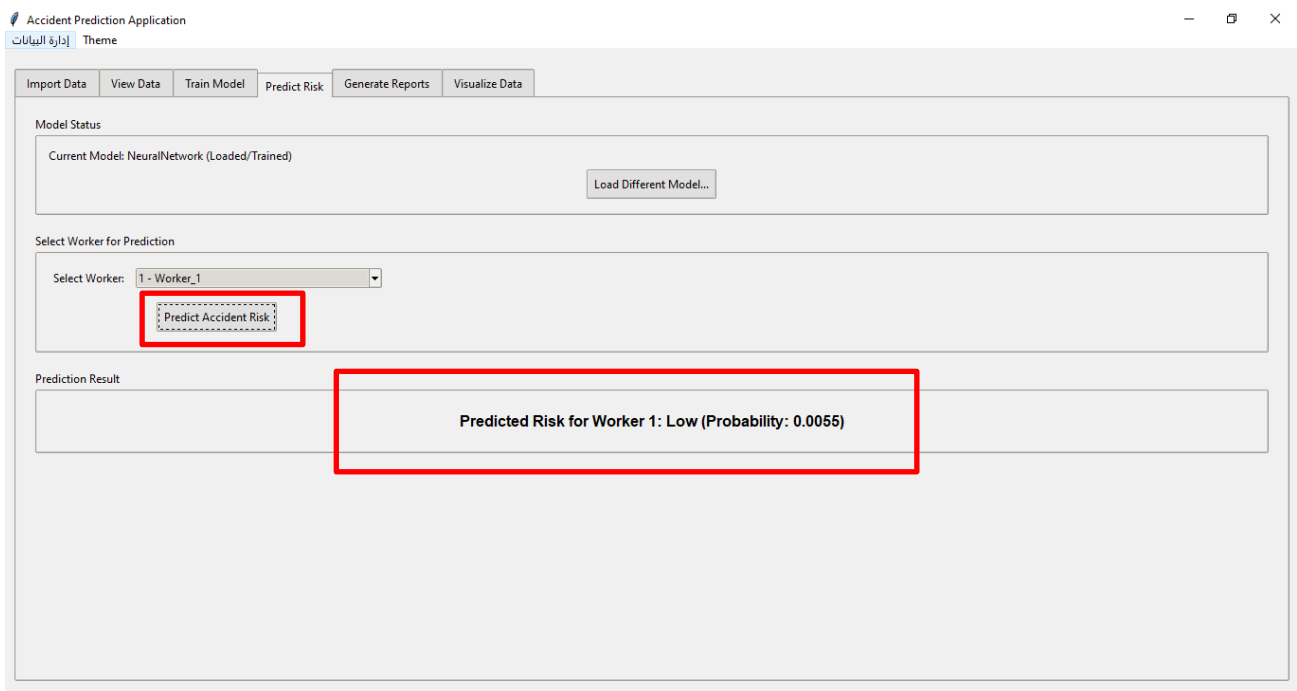 Accident Prediction Application
إدارة البيانات Theme
Import Data View Data Train Model Predict Risk Generate Reports Visualize Data
Model Status
Current Model: NeuralNetwork (Loaded/Trained)
Load Different Model...
Select Worker for Prediction
Select Worker: 1 - Worker_1
Predict Accident Risk
Prediction Result
Predicted Risk for Worker 1: Low (Probability: 0.0055)